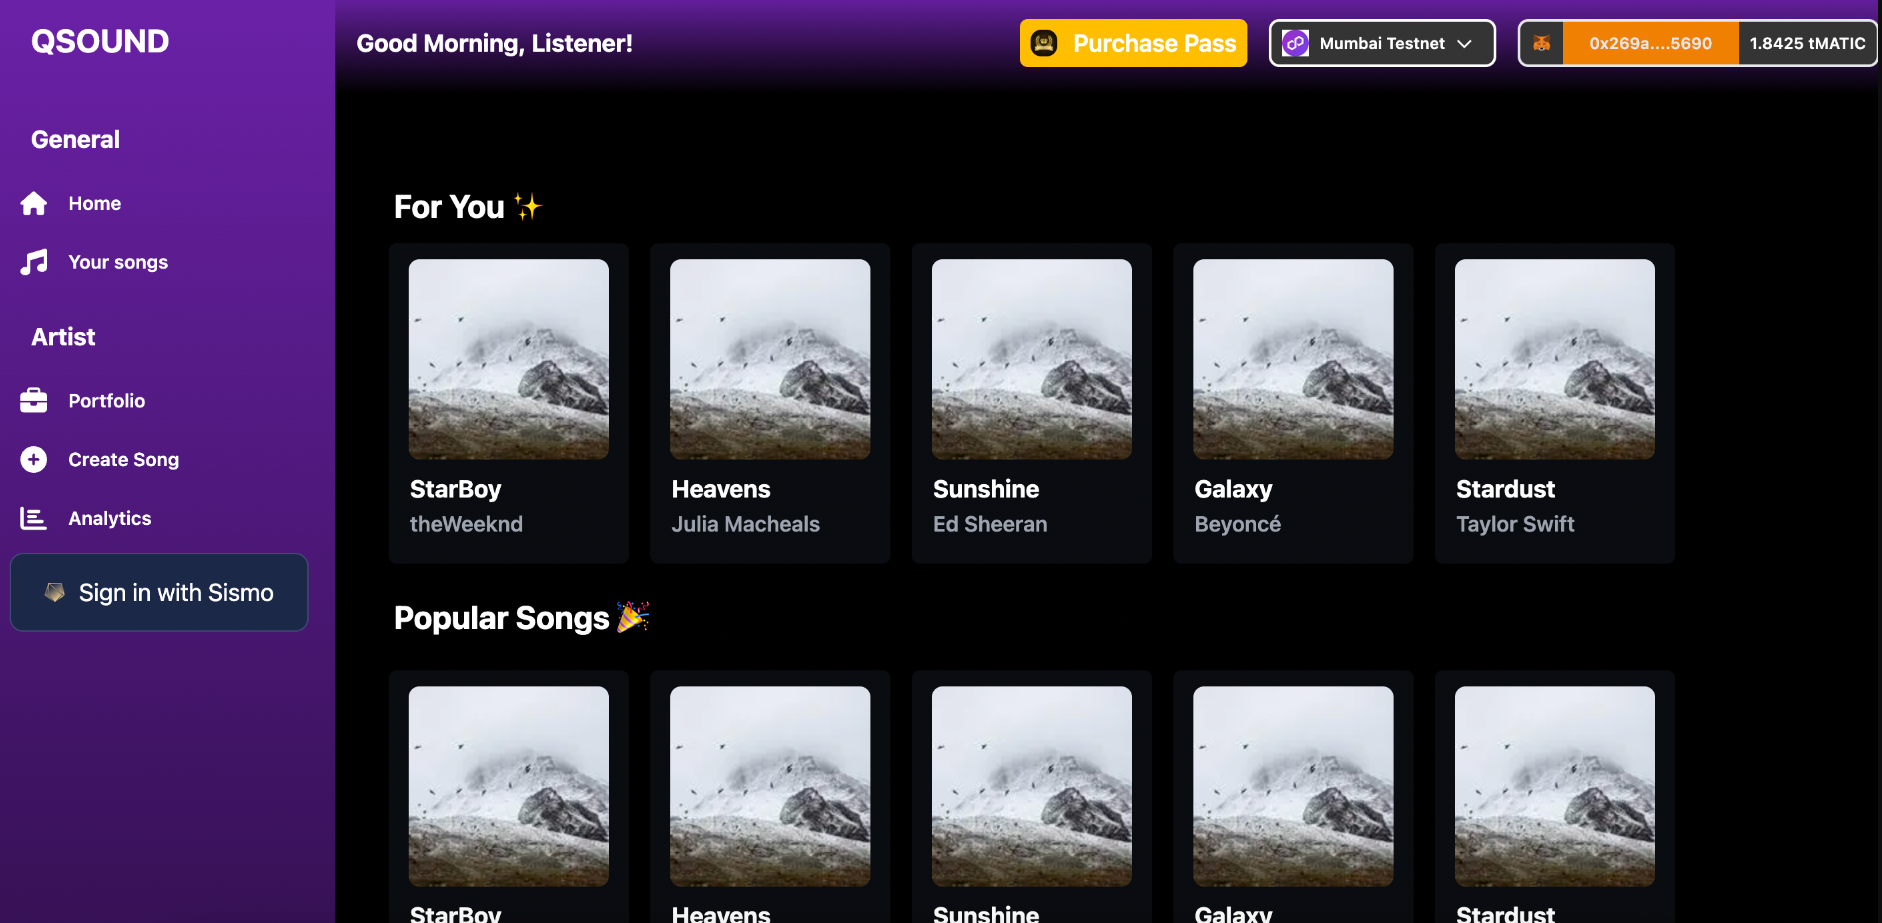 QSOUND
General
Home
Your songs
Artist
Portfolio
Create Song
Analytics
Sign in with Sismo
Good Morning, Listener!
Purchase Pass
Mumbai Testnet
0x269a....5690
1.8425 tMATIC
For You ✨
StarBoy
theWeeknd
Heavens
Julia Macheals
Sunshine
Ed Sheeran
Galaxy
Beyoncé
Stardust
Taylor Swift
Popular Songs 🎉
StarBoy
Heavens
Sunshine
Galaxy
Stardust